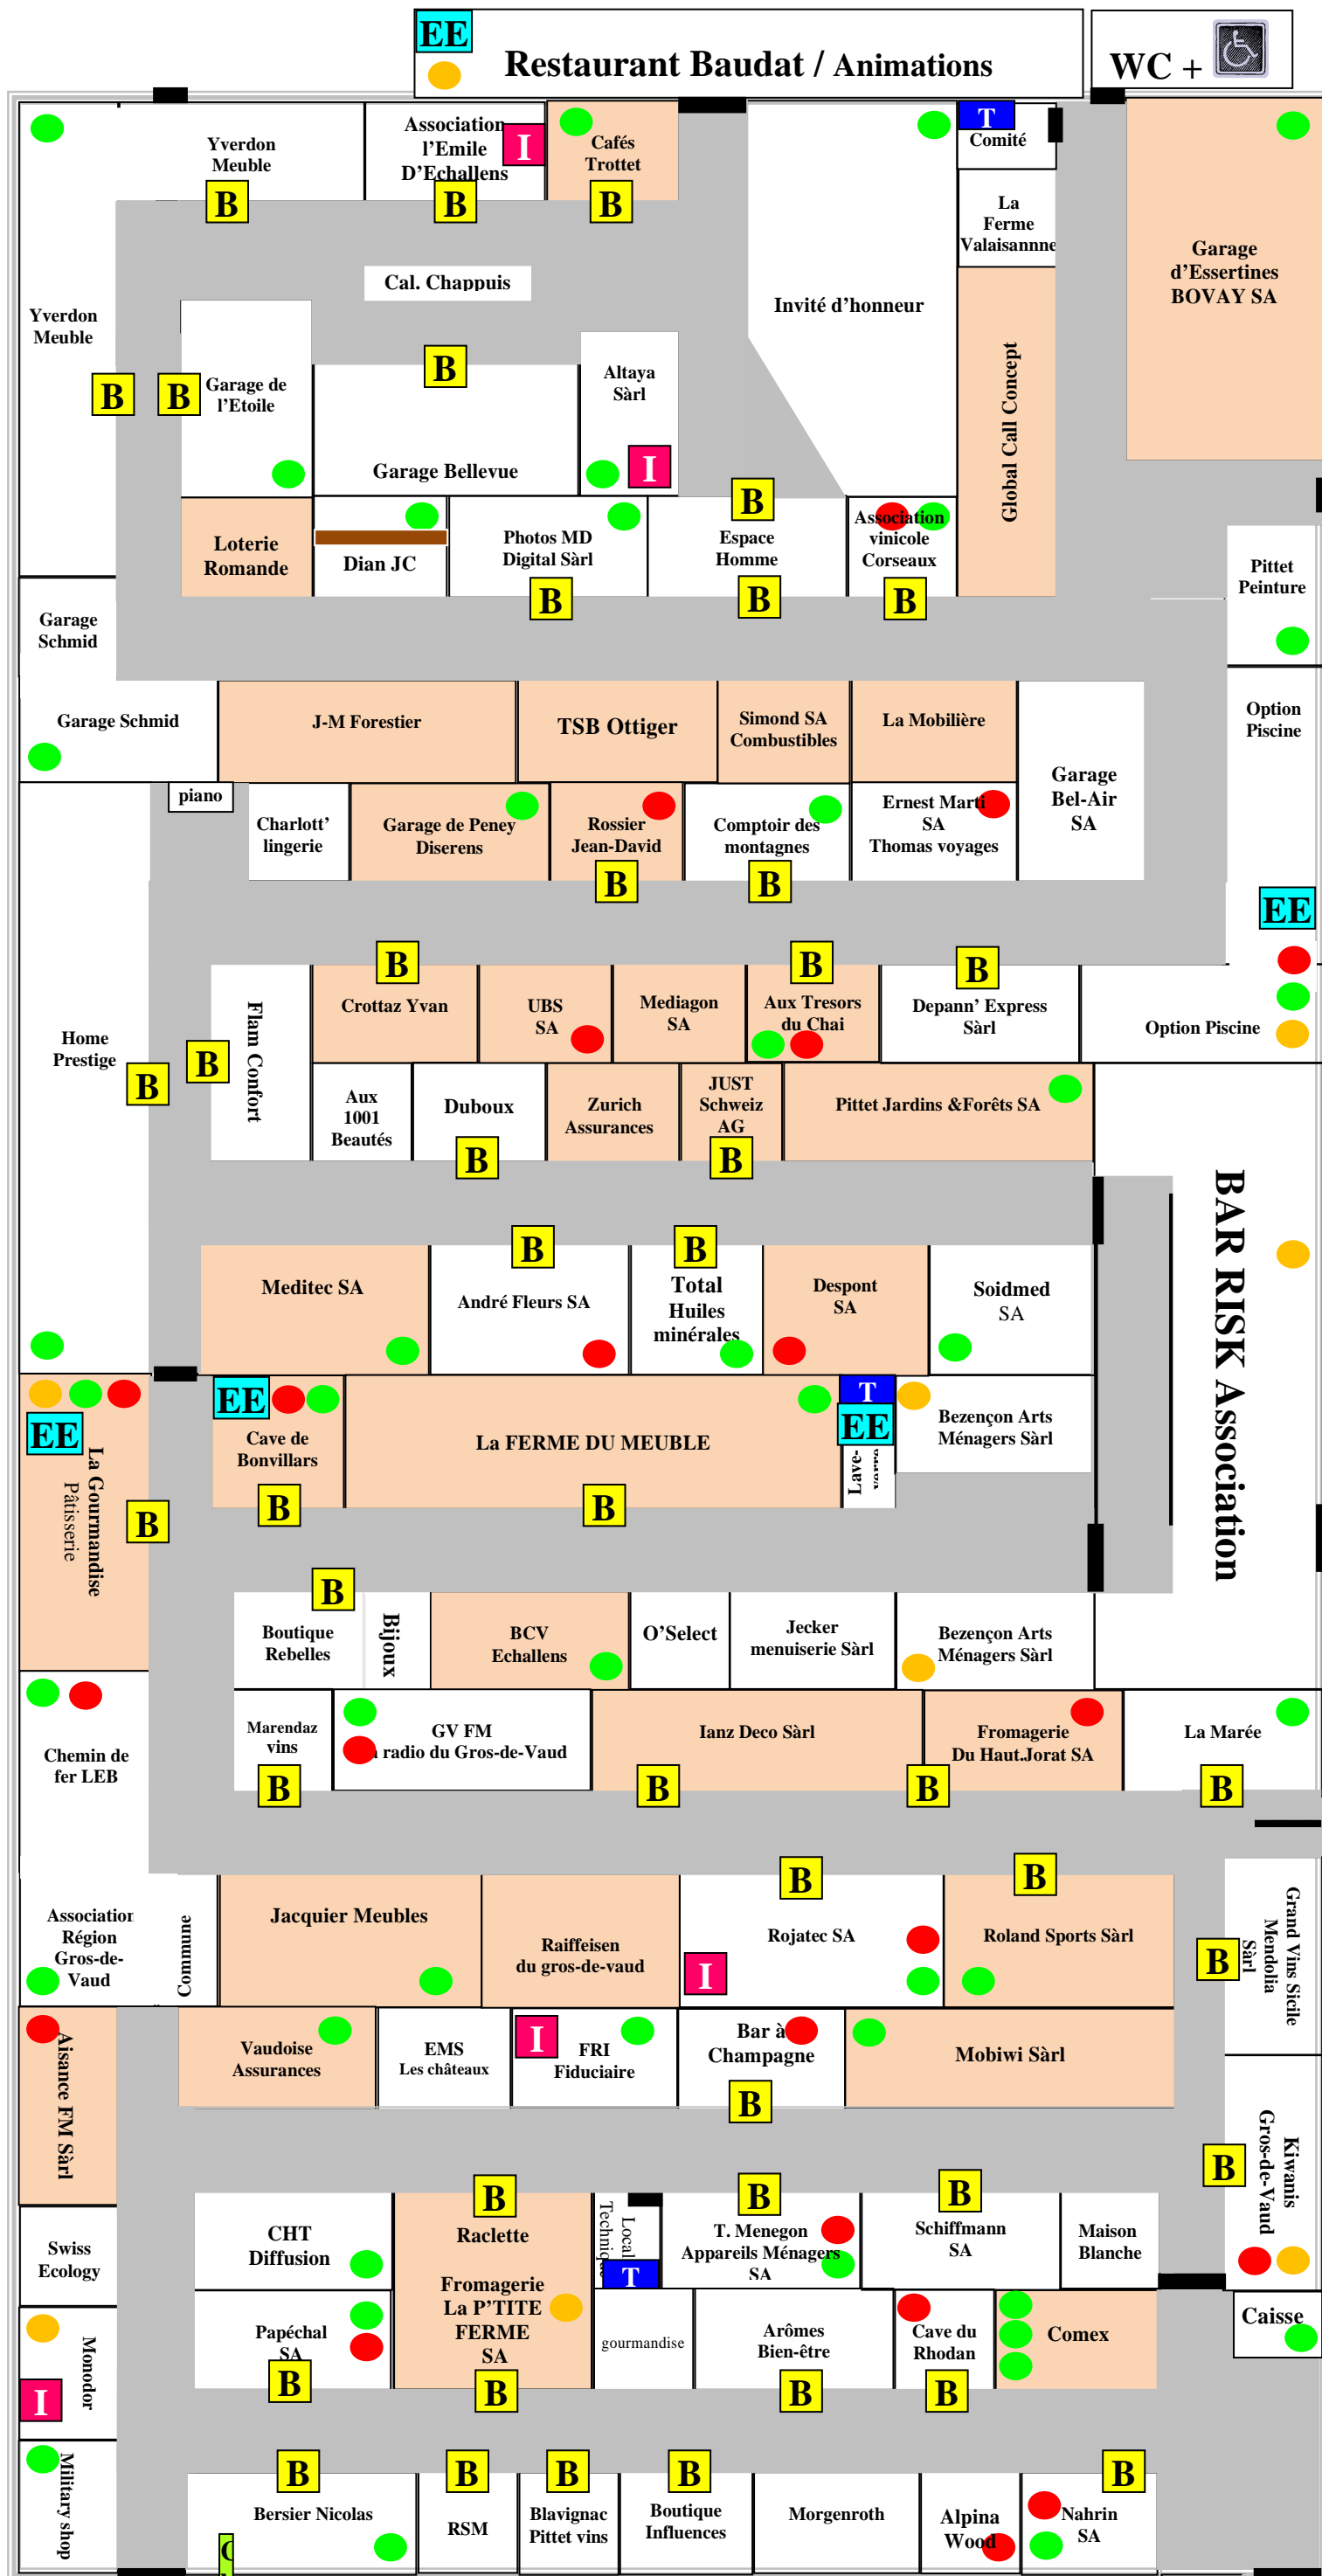 EE
Restaurant Baudat / Animations
WC +
Yverdon
Meuble
B
Association
l'Emile
D'Echallens
I
B
Cafés
Trottet
B
T
Comité
La
Ferme
Valaisannne
Garage
d'Essertines
BOVAY SA
Cal. Chappuis
Invité d'honneur
Yverdon
Meuble
B
B
Garage de
l'Etoile
B
Garage Bellevue
Altaya
Sàrl
I
Global Call Concept
Loterie
Romande
Dian JC
Photos MD
Digital Sàrl
B
B
Espace
Homme
B
Association
vinicole
Corseaux
B
Pittet
Peinture
Garage
Schmid
Garage Schmid
J-M Forestier
TSB Ottiger
Simond SA
Combustibles
La Mobilière
Garage
Bel-Air
SA
Option
Piscine
piano
Charlott'
lingerie
Garage de Peney
Diserens
Rossier
Jean-David
B
Comptoir des
montagnes
B
Ernest Marti
SA
Thomas voyages
EE
Home
Prestige
B
B
Flam Confort
B
Crottaz Yvan
UBS
SA
Mediagon
SA
B
Aux Tresors
du Chai
B
Depann' Express
Sàrl
Option Piscine
Aux
1001
Beautés
Duboux
B
Zurich
Assurances
JUST
Schweiz
AG
B
Pittet Jardins &Forêts SA
BAR RISK Association
Meditec SA
B
André Fleurs SA
B
Total
Huiles
minérales
Despont
SA
Soidmed
SA
EE
La Gourmandise
Pâtisserie
B
EE
Cave de
Bonvillars
B
La FERME DU MEUBLE
B
T
EE
Lave-
Bezençon Arts
Ménagers Sàrl
B
Boutique
Rebelles
Bijoux
BCV
Echallens
O'Select
Jecker
menuiserie Sàrl
Bezençon Arts
Ménagers Sàrl
Chemin de
fer LEB
Marendaz
vins
B
GV FM
radio du Gros-de-Vaud
Ianz Deco Sàrl
B
Fromagerie
Du Haut.Jorat SA
B
La Marée
B
Association
Région
Gros-de-
Vaud
Commune
Jacquier Meubles
Raiffeisen
du gros-de-vaud
B
Rojatec SA
I
B
Roland Sports Sàrl
B
Grand Vins Sicile
Mendolia
Sàrl
Aisance FM Sàrl
Vaudoise
Assurances
EMS
Les châteaux
I
FRI
Fiduciaire
Bar à
Champagne
B
Mobiwi Sàrl
B
Kiwanis
Gros-de-Vaud
Swiss
Ecology
CHT
Diffusion
B
Raclette
Fromagerie
La P'TITE
FERME
SA
B
Local
Technique
T
B
T. Menegon
Appareils Ménagers
SA
B
Schiffmann
SA
Maison
Blanche
Monodor
I
Papéchal
SA
B
gourmandise
Arômes
Bien-être
B
Cave du
Rhodan
B
Comex
Caisse
Military shop
B
Bersier Nicolas
B
RSM
B
Blavignac
Pittet vins
B
Boutique
Influences
Morgenroth
Alpina
Wood
B
Nahrin
SA